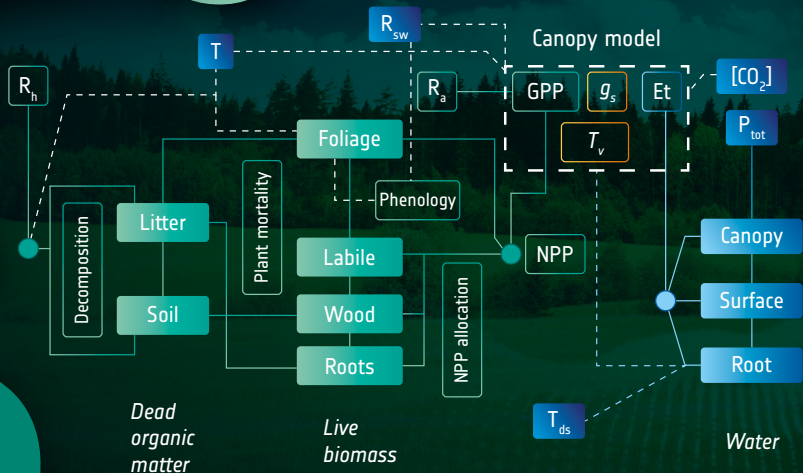 R_sw
T
Canopy model
R_h
R_a
GPP
g_s
Et
[CO₂]
P_tot
T_v
Foliage
Phenology
Decomposition
Litter
Plant mortality
Labile
NPP
Canopy
Soil
Wood
NPP allocation
Surface
Roots
Root
T_ds
Dead
organic
matter
Live
biomass
Water